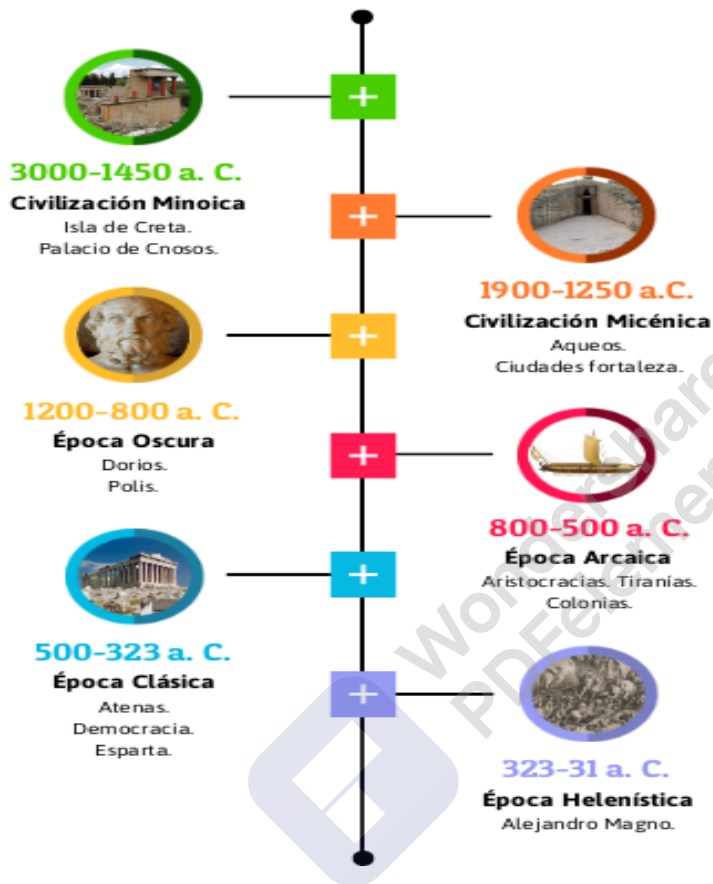 3000-1450 a. C.
Civilización Minoica
Isla de Creta.
Palacio de Cnosos.
1900-1250 a.C.
Civilización Micénica
Aqueos.
Ciudades fortaleza.
1200-800 a. C.
Época Oscura
Dorios.
Polis.
800-500 a. C.
Época Arcaica
Aristocracias. Tiranías.
Colonias.
500-323 a. C.
Época Clásica
Atenas.
Democracia.
Esparta.
323-31 a. C.
Época Helenística
Alejandro Magno.
Wondershare
PDFelement